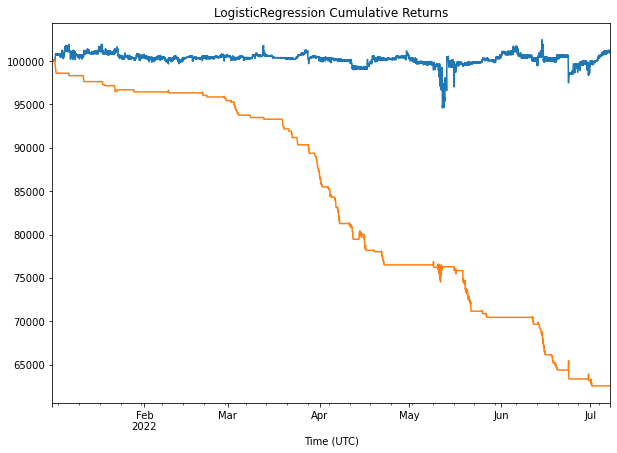 LogisticRegression Cumulative Returns
100000
95000
90000
85000
80000
75000
70000
65000
Feb
2022
Mar
Apr
May
Jun
Jul
Time (UTC)